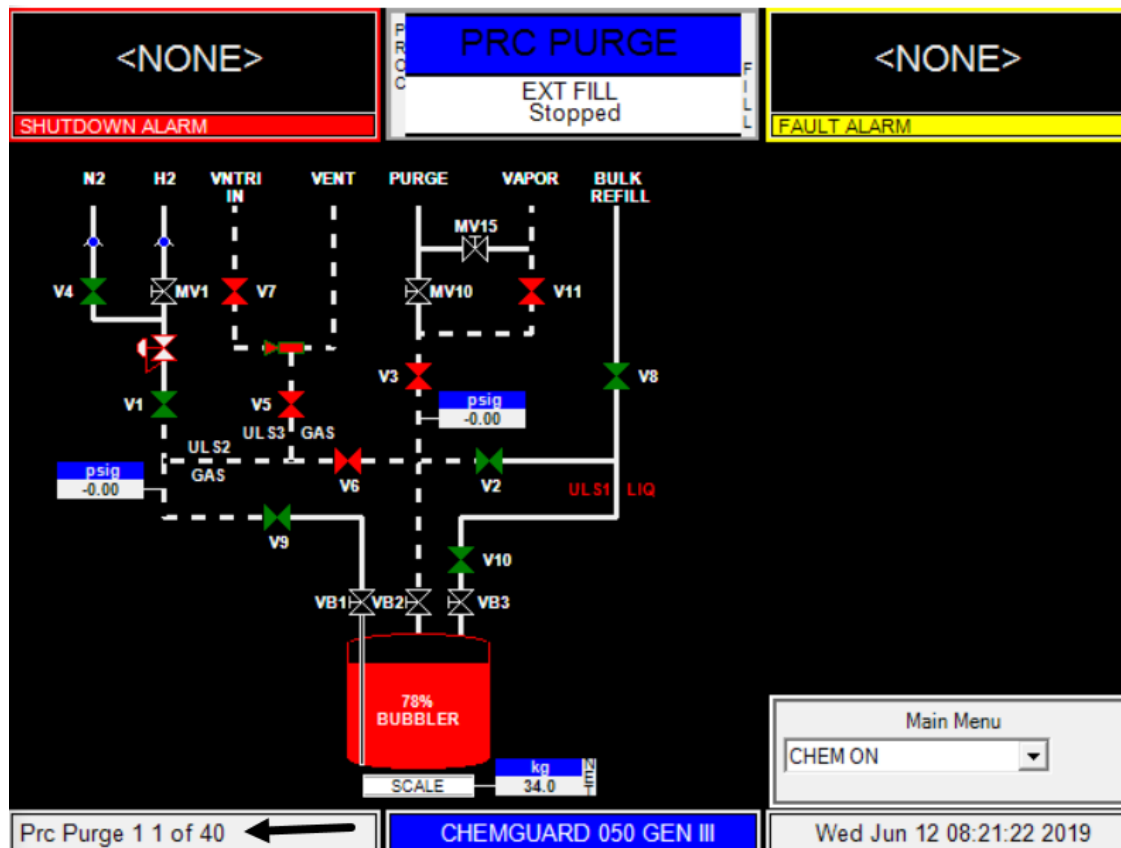 <NONE>
SHUTDOWN ALARM
PROC
PRC PURGE
EXT FILL
Stopped
FILL
<NONE>
FAULT ALARM
N2
H2
VNTRI
IN
VENT
PURGE
VAPOR
BULK
REFILL
MV15
V4
MV1
V7
MV10
V11
V3
V8
psig
-0.00
V1
V5
ULS3 GAS
ULS2
GAS
psig
-0.00
V6
V2
ULS1 LIQ
V9
V10
VB1
VB2
VB3
78%
BUBBLER
SCALE
kg
34.0
NET
Main Menu
CHEM ON
Prc Purge 1 1 of 40
CHEMGUARD 050 GEN III
Wed Jun 12 08:21:22 2019